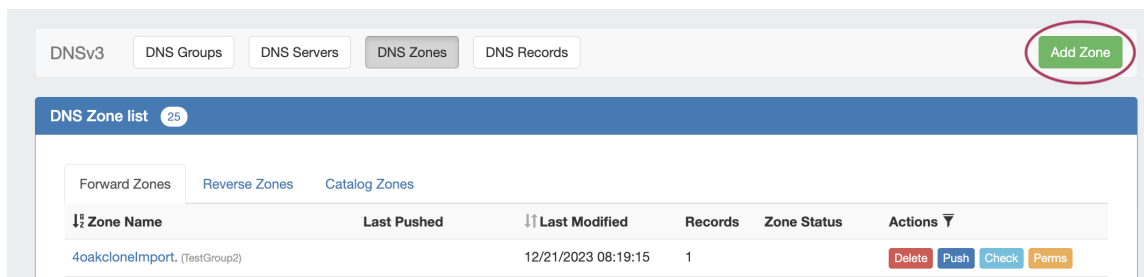 DNSv3 DNS Groups DNS Servers DNS Zones DNS Records Add Zone
DNS Zone list 25
Forward Zones Reverse Zones Catalog Zones
Zone Name Last Pushed Last Modified Records Zone Status Actions
4oakcloneImport. (TestGroup2) 12/21/2023 08:19:15 1 Delete Push Check Perms